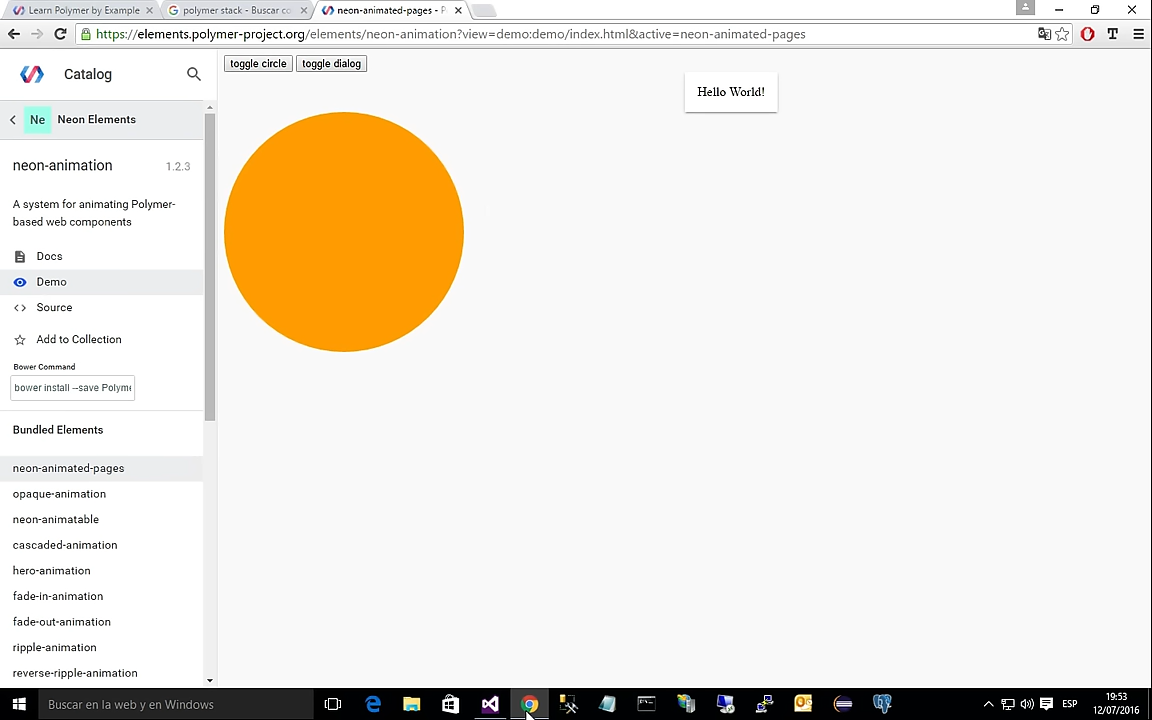 Learn Polymer by Example
polymer stack - Buscar co
neon-animated-pages - P
https://elements.polymer-project.org/elements/neon-animation?view=demo:demo/index.html&active=neon-animated-pages
Catalog
toggle circle
toggle dialog
Hello World!
Ne
Neon Elements
neon-animation
1.2.3
A system for animating Polymer-
based web components
Docs
Demo
Source
Add to Collection
Bower Command
bower install --save Polyme
Bundled Elements
neon-animated-pages
opaque-animation
neon-animatable
cascaded-animation
hero-animation
fade-in-animation
fade-out-animation
ripple-animation
reverse-ripple-animation
Buscar en la web y en Windows
ESP
19:53
12/07/2016